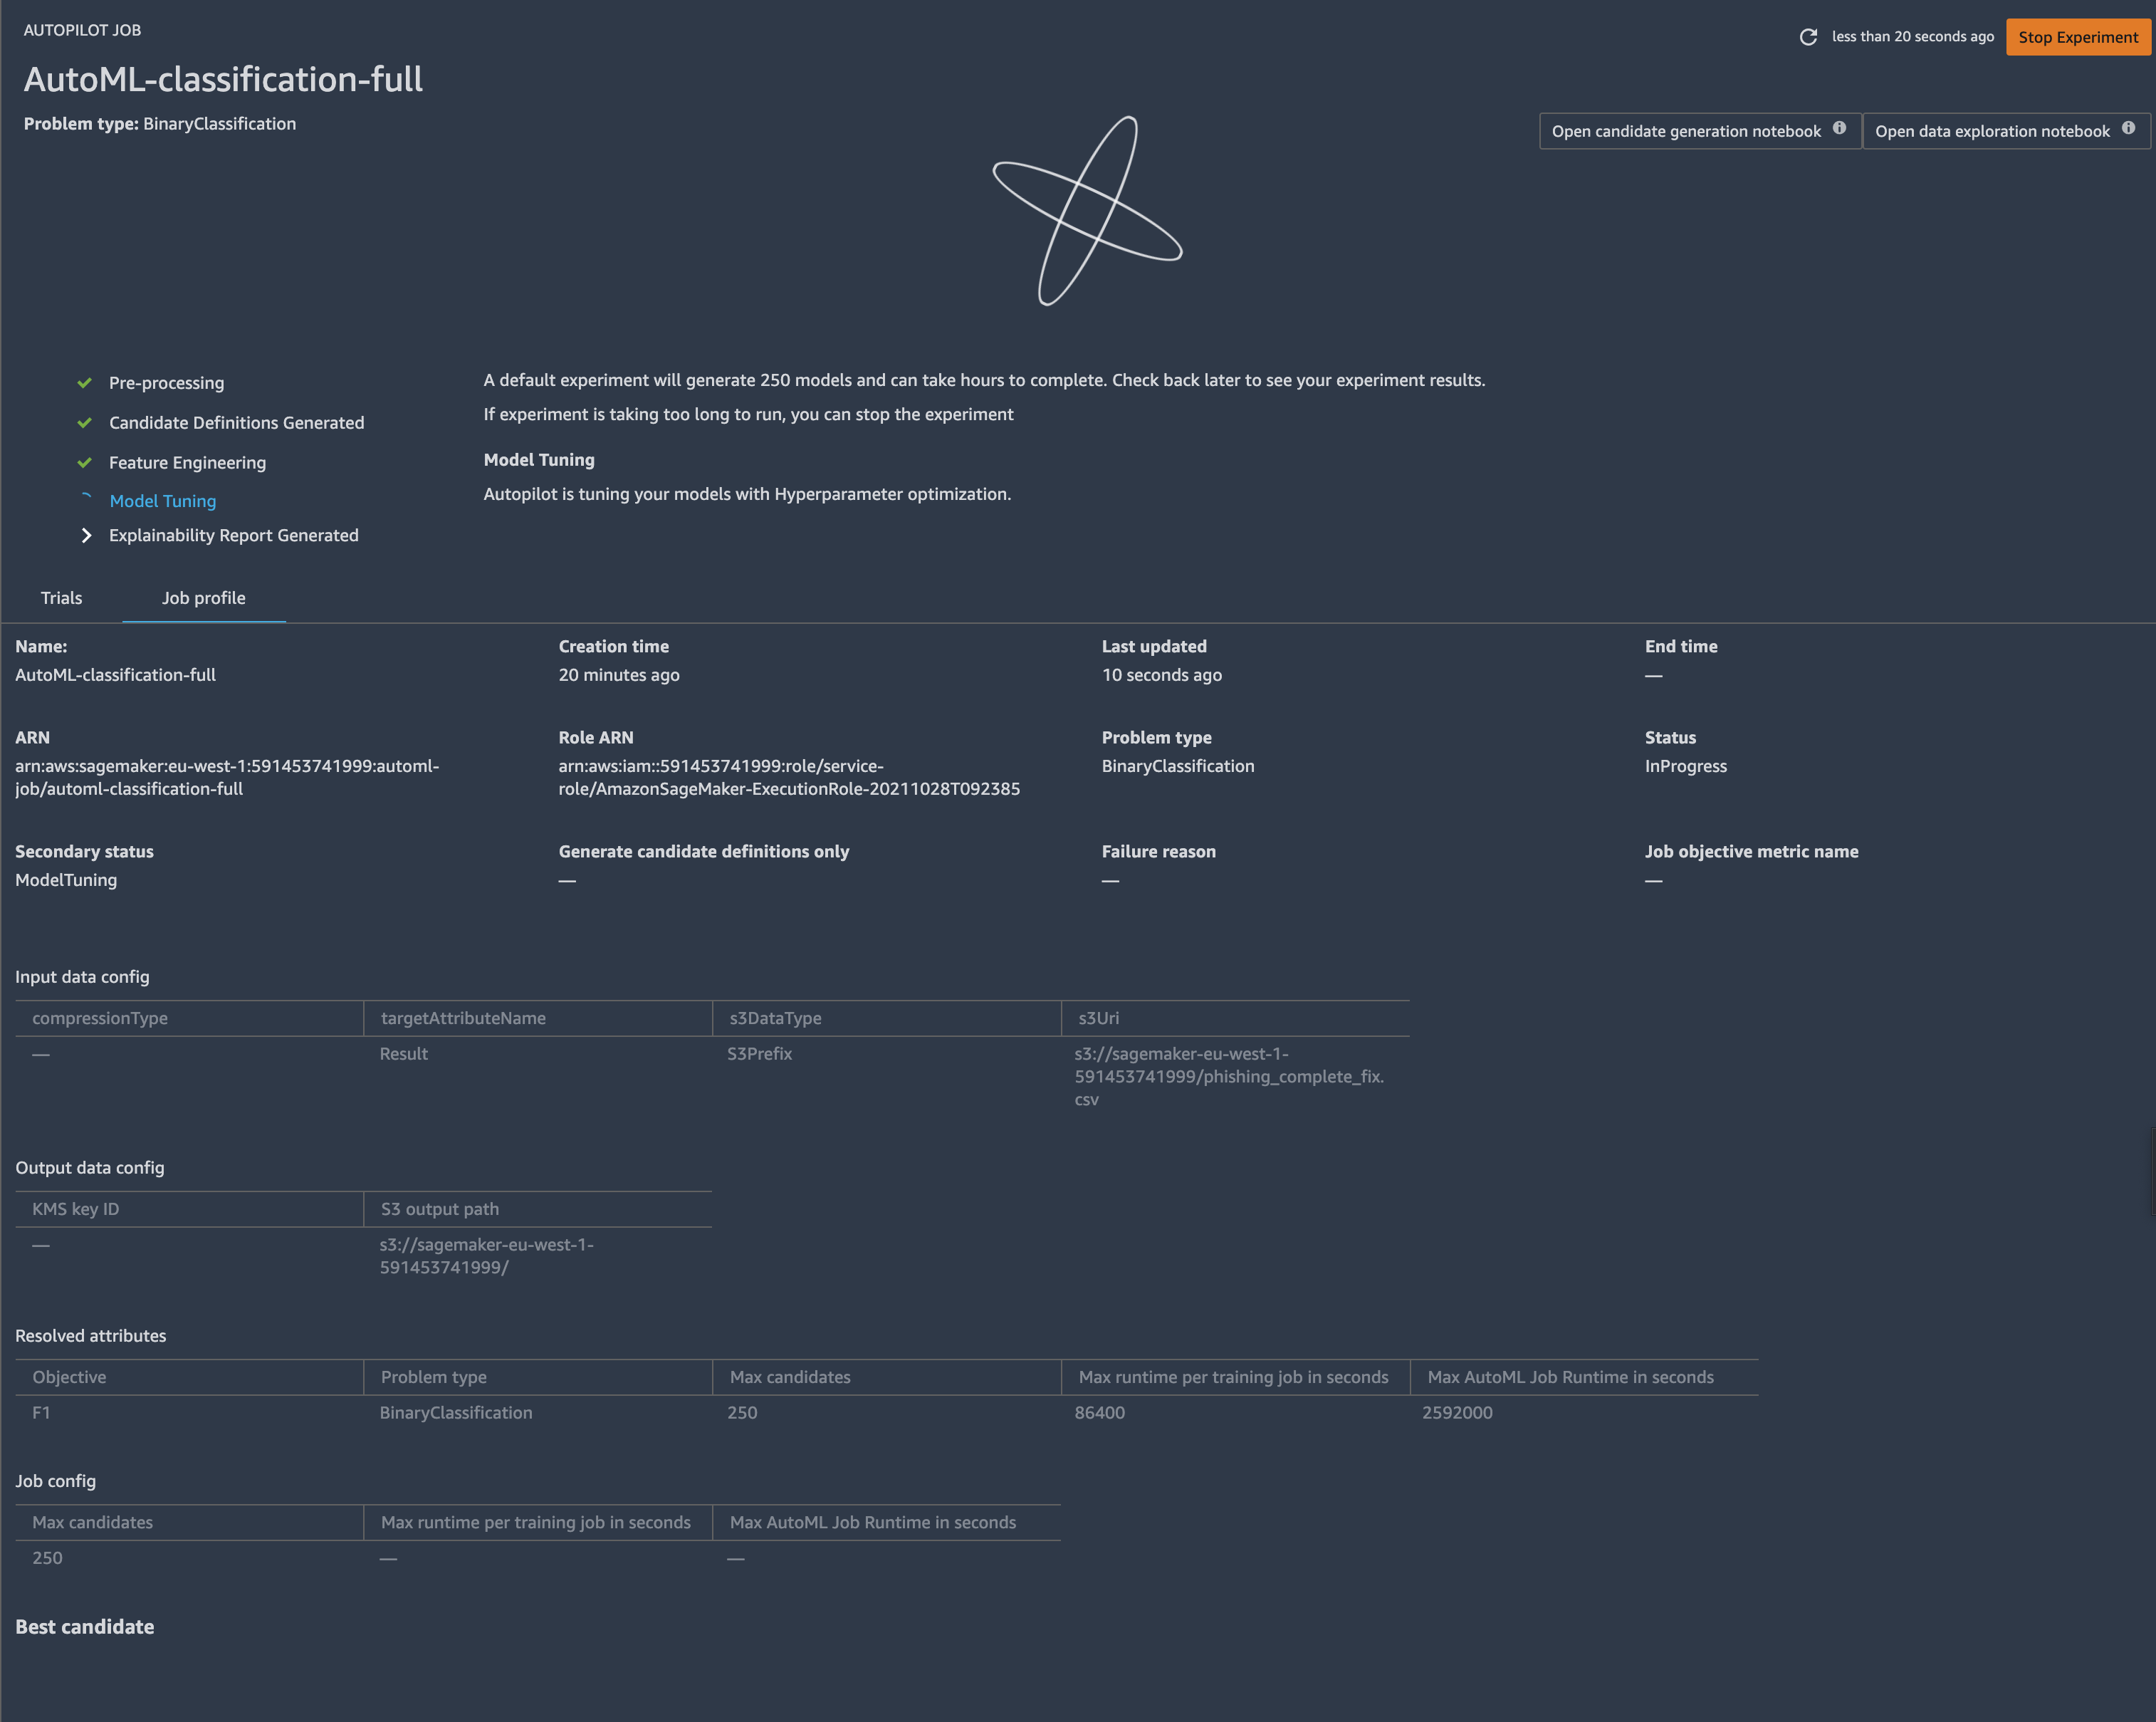 AUTOPILOT JOB
less than 20 seconds ago
Stop Experiment
AutoML-classification-full
Problem type: BinaryClassification
Open candidate generation notebook
Open data exploration notebook
Pre-processing
Candidate Definitions Generated
Feature Engineering
Model Tuning
Explainability Report Generated
A default experiment will generate 250 models and can take hours to complete. Check back later to see your experiment results.
If experiment is taking too long to run, you can stop the experiment
Model Tuning
Autopilot is tuning your models with Hyperparameter optimization.
Trials
Job profile
Name:
AutoML-classification-full
Creation time
20 minutes ago
Last updated
10 seconds ago
End time
—
ARN
arn:aws:sagemaker:eu-west-1:591453741999:automl-
job/automl-classification-full
Role ARN
arn:aws:iam::591453741999:role/service-
role/AmazonSageMaker-ExecutionRole-20211028T092385
Problem type
BinaryClassification
Status
InProgress
Secondary status
ModelTuning
Generate candidate definitions only
—
Failure reason
—
Job objective metric name
—
Input data config
compressionType
targetAttributeName
s3DataType
s3Uri
—
Result
S3Prefix
s3://sagemaker-eu-west-1-
591453741999/phishing_complete_fix.
csv
Output data config
KMS key ID
S3 output path
—
s3://sagemaker-eu-west-1-
591453741999/
Resolved attributes
Objective
Problem type
Max candidates
Max runtime per training job in seconds
Max AutoML Job Runtime in seconds
F1
BinaryClassification
250
86400
2592000
Job config
Max candidates
Max runtime per training job in seconds
Max AutoML Job Runtime in seconds
250
—
—
Best candidate